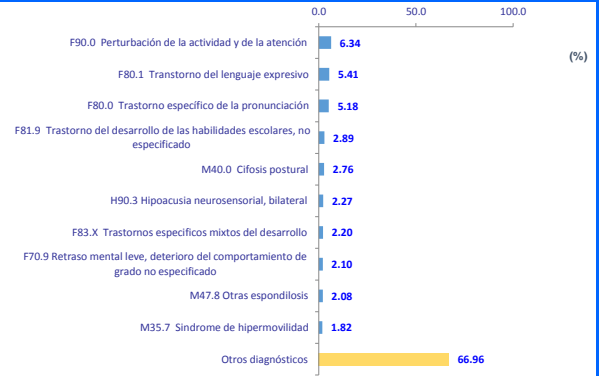 0.0 50.0 100.0
(%)
F90.0 Perturbación de la actividad y de la atención 6.34
F80.1 Transtorno del lenguaje expresivo 5.41
F80.0 Trastorno específico de la pronunciación 5.18
F81.9 Trastorno del desarrollo de las habilidades escolares, no
especificado 2.89
M40.0 Cifosis postural 2.76
H90.3 Hipoacusia neurosensorial, bilateral 2.27
F83.X Trastornos especificos mixtos del desarrollo 2.20
F70.9 Retraso mental leve, deterioro del comportamiento de
grado no especificado 2.10
M47.8 Otras espondilosis 2.08
M35.7 Sindrome de hipermovilidad 1.82
Otros diagnósticos 66.96